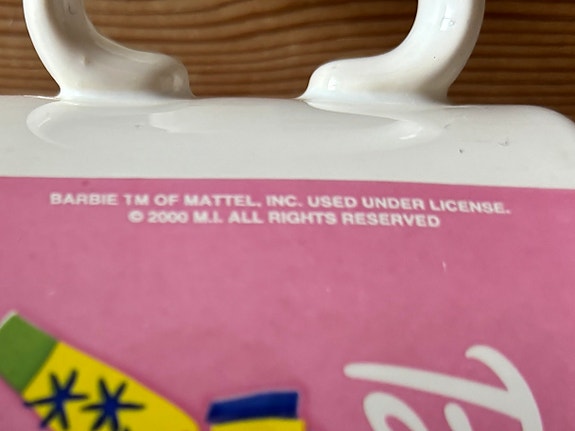 BARBIE TM OF MATTEL, INC. USED UNDER LICENSE.
© 2000 M.I. ALL RIGHTS RESERVED